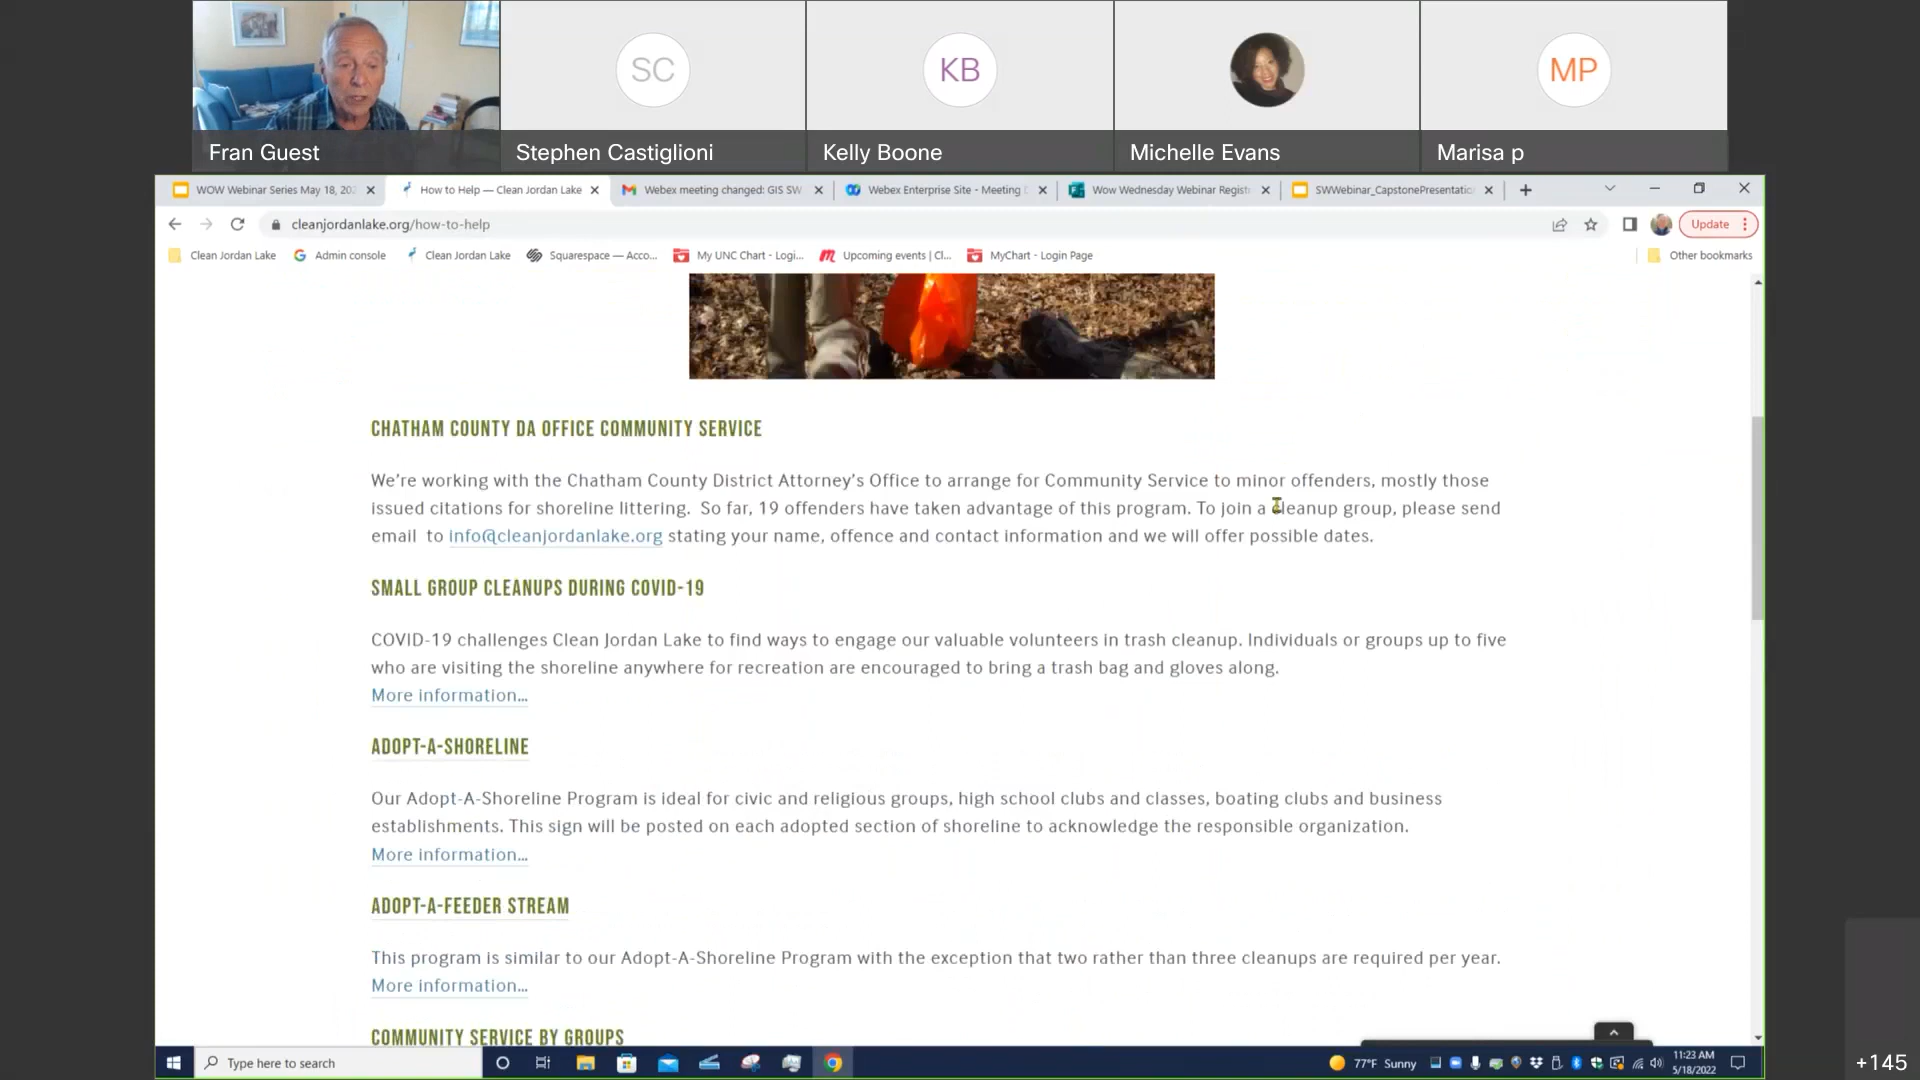 SC
KB
MP
Fran Guest
Stephen Castiglioni
Kelly Boone
Michelle Evans
Marisa p
WOW Webinar Series May 18, 202
How to Help — Clean Jordan Lake
Webex meeting changed: GIS SW
Webex Enterprise Site - Meeting
Wow Wednesday Webinar Regist
SWWebinar_CapstonePresentatio
cleanjordanlake.org/how-to-help
Update
Clean Jordan Lake
Admin console
Clean Jordan Lake
Squarespace — Acco...
My UNC Chart - Logi...
Upcoming events | Cl...
MyChart - Login Page
Other bookmarks
CHATHAM COUNTY DA OFFICE COMMUNITY SERVICE
We're working with the Chatham County District Attorney's Office to arrange for Community Service to minor offenders, mostly those
issued citations for shoreline littering. So far, 19 offenders have taken advantage of this program. To join a cleanup group, please send
email to info@cleanjordanlake.org stating your name, offence and contact information and we will offer possible dates.
SMALL GROUP CLEANUPS DURING COVID-19
COVID-19 challenges Clean Jordan Lake to find ways to engage our valuable volunteers in trash cleanup. Individuals or groups up to five
who are visiting the shoreline anywhere for recreation are encouraged to bring a trash bag and gloves along.
More information...
ADOPT-A-SHORELINE
Our Adopt-A-Shoreline Program is ideal for civic and religious groups, high school clubs and classes, boating clubs and business
establishments. This sign will be posted on each adopted section of shoreline to acknowledge the responsible organization.
More information...
ADOPT-A-FEEDER STREAM
This program is similar to our Adopt-A-Shoreline Program with the exception that two rather than three cleanups are required per year.
More information...
COMMUNITY SERVICE BY GROUPS
Type here to search
77°F Sunny
11:23 AM
5/18/2022
+145